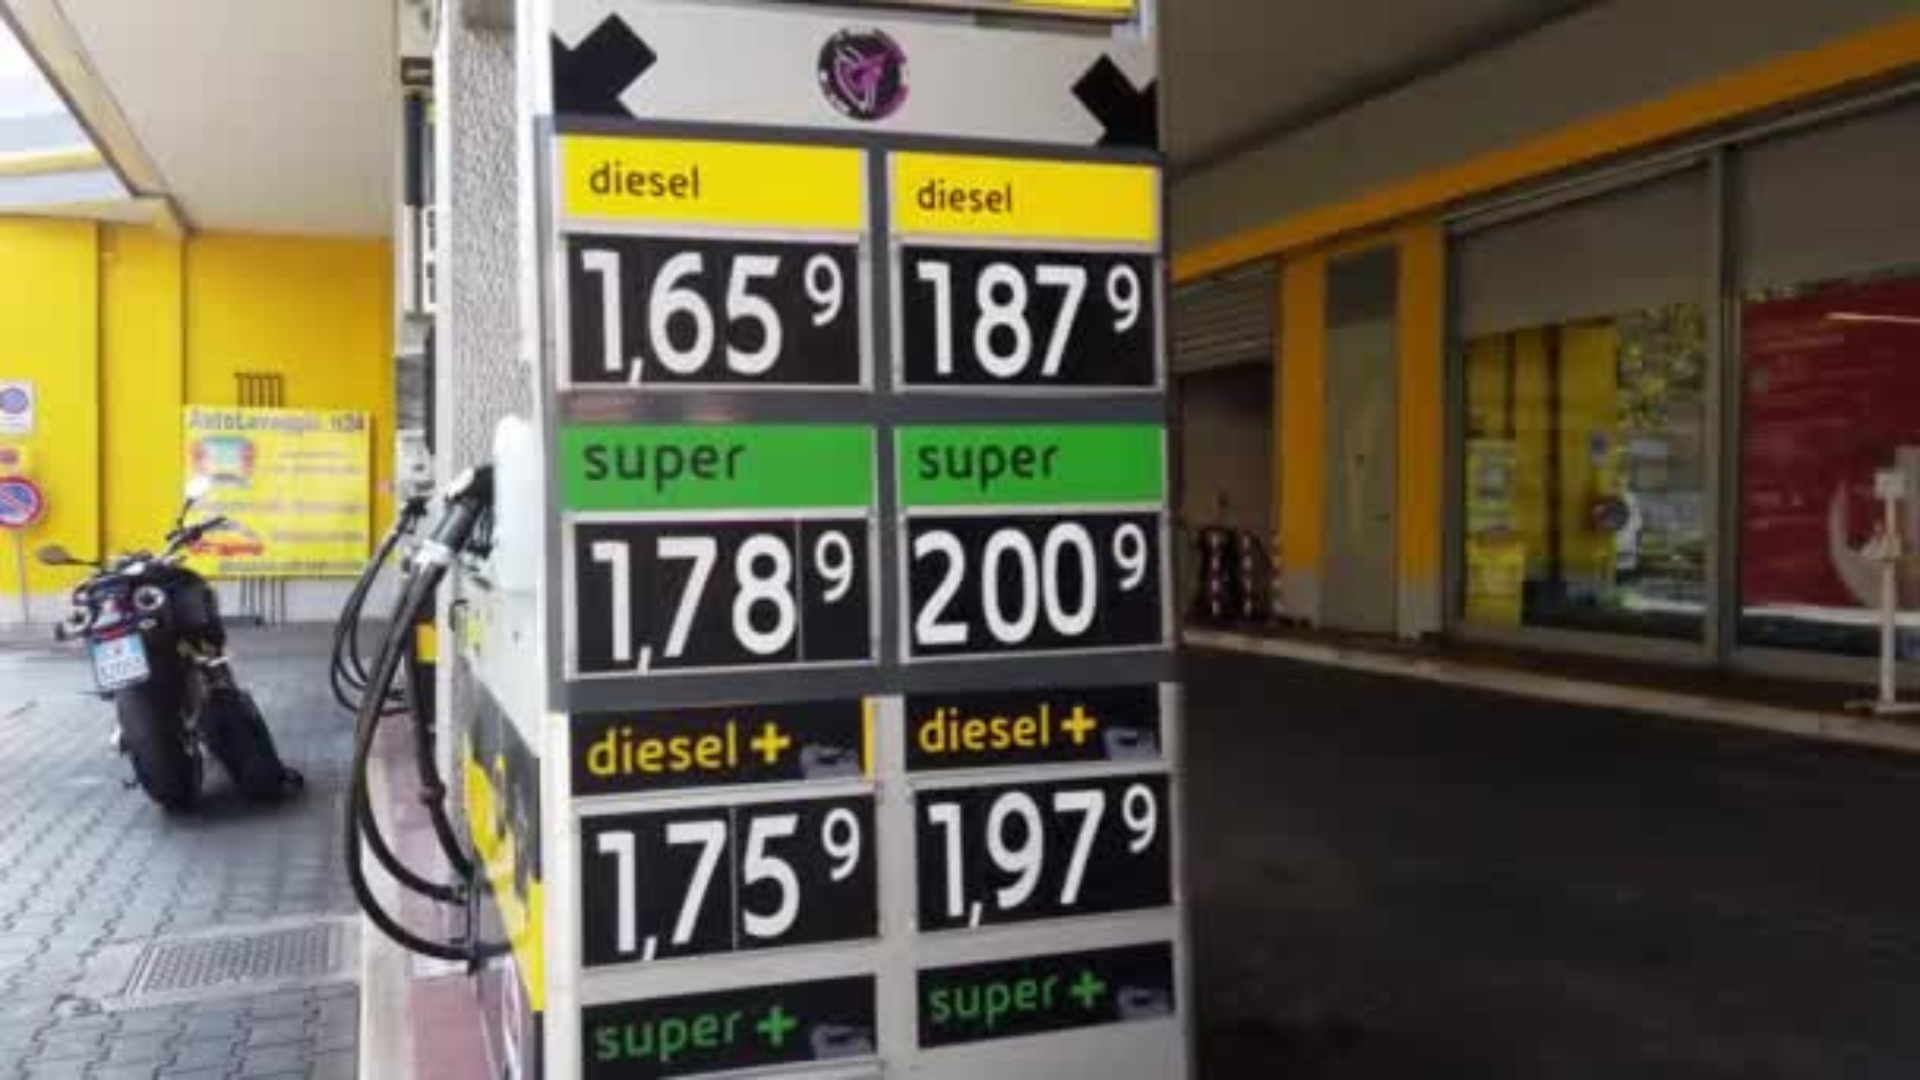 diesel diesel
1,65 9 187 9
super super
1,78 9 200 9
diesel + diesel +
1,75 9 1,97 9
super + super +
AutoLavaggio h24